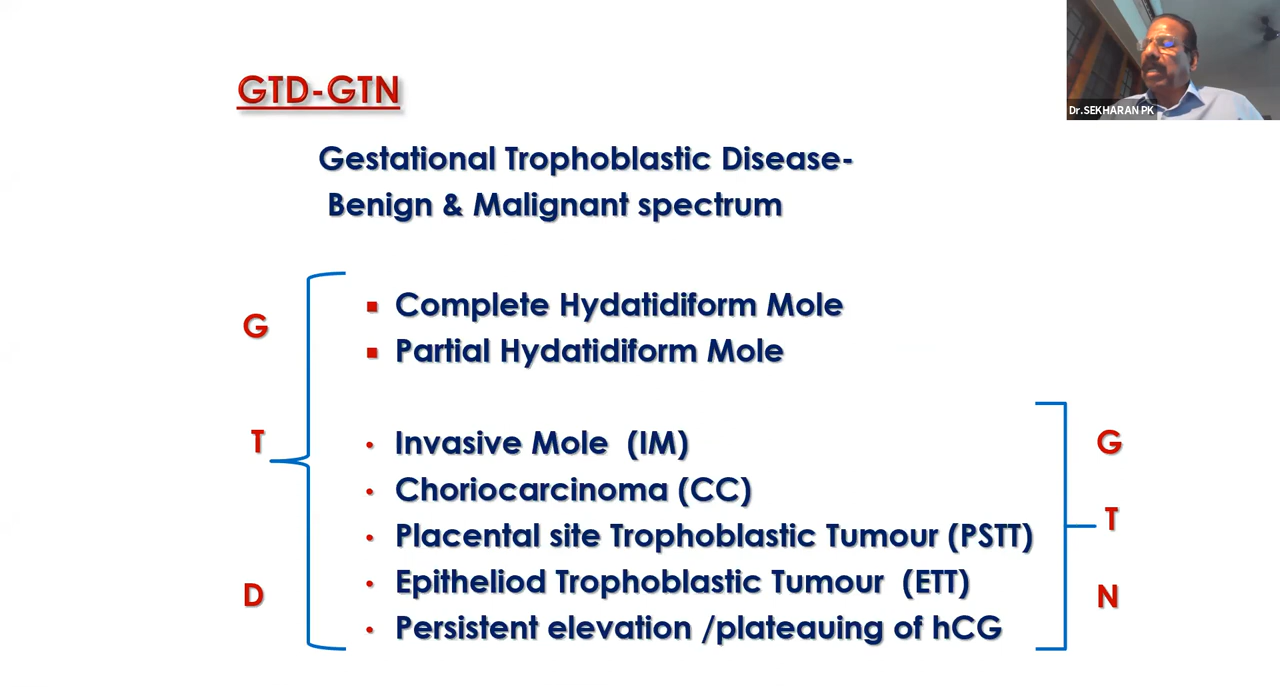 GTD-GTN
Dr.SEKHARAN PK
Gestational Trophoblastic Disease-
Benign & Malignant spectrum
G
T
D
Complete Hydatidiform Mole
Partial Hydatidiform Mole
Invasive Mole (IM)
Choriocarcinoma (CC)
Placental site Trophoblastic Tumour (PSTT)
Epitheliod Trophoblastic Tumour (ETT)
Persistent elevation /plateauing of hCG
G
T
N